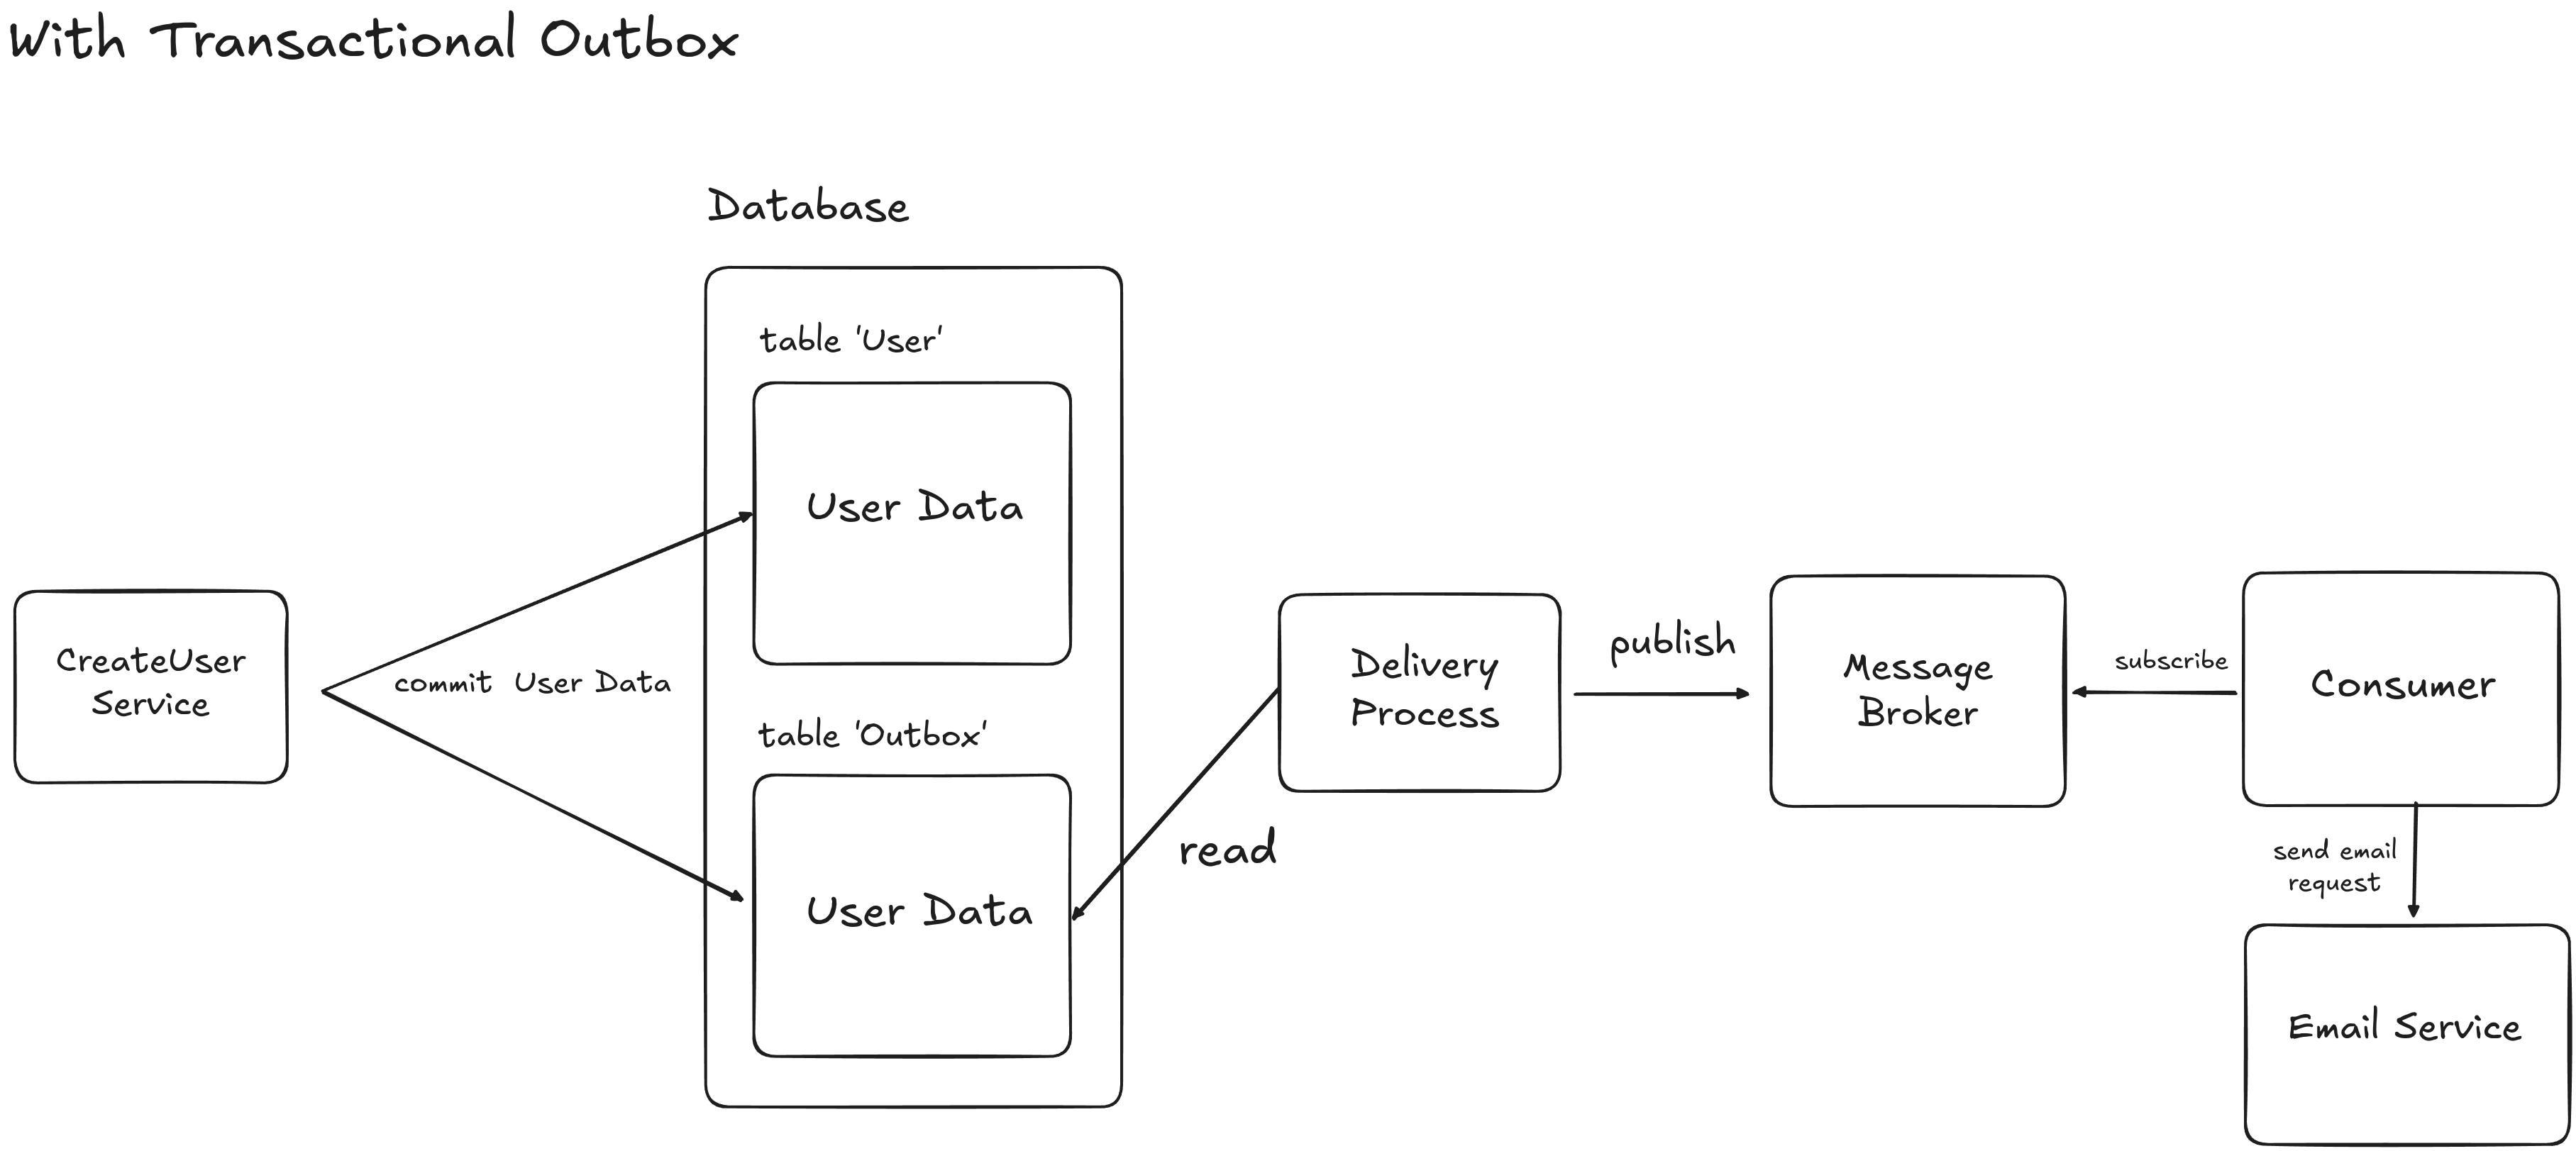 With Transactional Outbox
Database
table 'User'
User Data
CreateUser
Service
commit User Data
table 'Outbox'
User Data
read
Delivery
Process
publish
Message
Broker
subscribe
Consumer
send email
request
Email Service